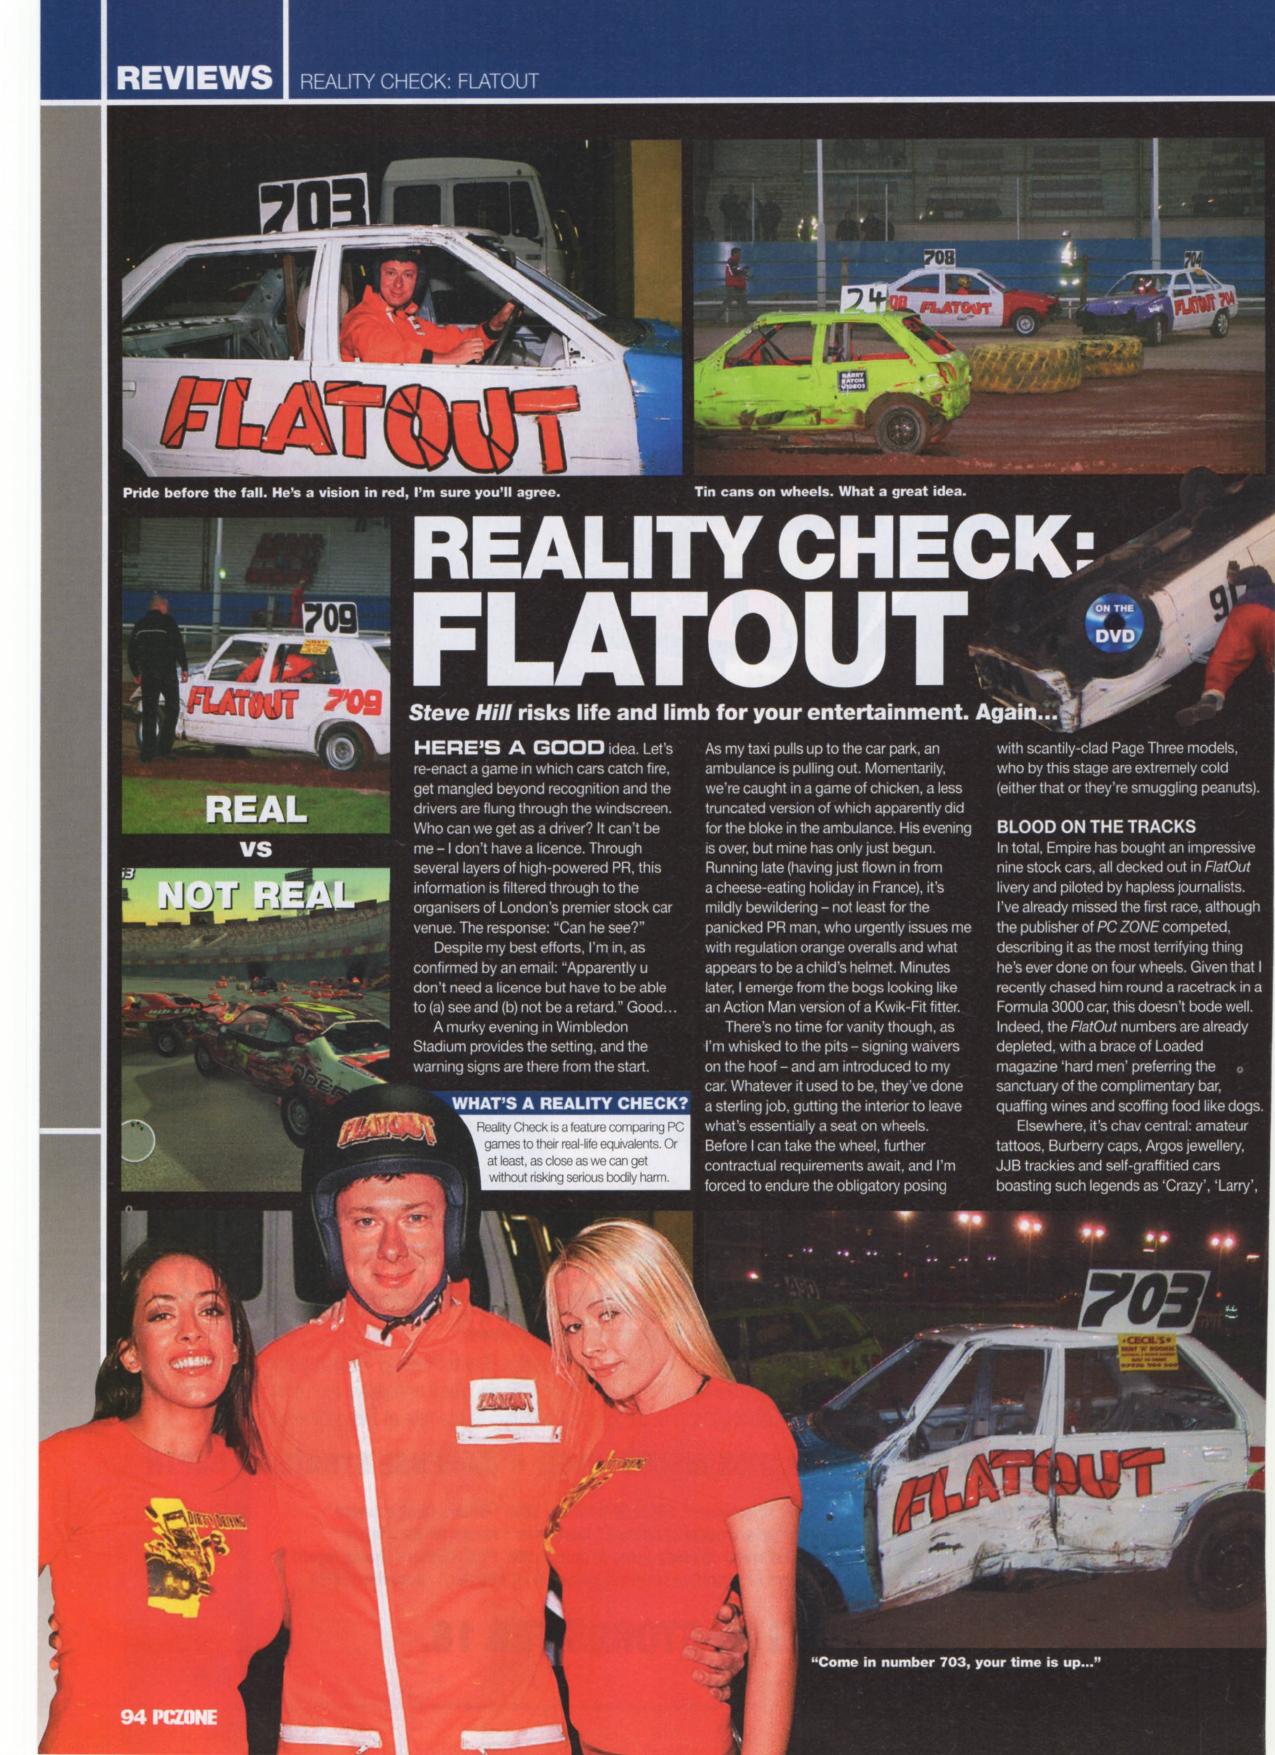 REVIEWS
REALITY CHECK: FLATOUT
703
FLATOUT
708
704
24
08
FLATOUT
FLATOUT 704
HARRY
EATON
VIDEOS
Pride before the fall. He's a vision in red, I'm sure you'll agree.
Tin cans on wheels. What a great idea.
709
FLATOUT 709
REAL
VS
NOT REAL
REALITY CHECK:
FLATOUT
ON THE
DVD
Steve Hill risks life and limb for your entertainment. Again...
HERE'S A GOOD idea. Let's
re-enact a game in which cars catch fire,
get mangled beyond recognition and the
drivers are flung through the windscreen.
Who can we get as a driver? It can't be
me – I don't have a licence. Through
several layers of high-powered PR, this
information is filtered through to the
organisers of London's premier stock car
venue. The response: "Can he see?"
Despite my best efforts, I'm in, as
confirmed by an email: "Apparently u
don't need a licence but have to be able
to (a) see and (b) not be a retard." Good...
A murky evening in Wimbledon
Stadium provides the setting, and the
warning signs are there from the start.
WHAT'S A REALITY CHECK?
Reality Check is a feature comparing PC
games to their real-life equivalents. Or
at least, as close as we can get
without risking serious bodily harm.
As my taxi pulls up to the car park, an
ambulance is pulling out. Momentarily,
we're caught in a game of chicken, a less
truncated version of which apparently did
for the bloke in the ambulance. His evening
is over, but mine has only just begun.
Running late (having just flown in from
a cheese-eating holiday in France), it's
mildly bewildering – not least for the
panicked PR man, who urgently issues me
with regulation orange overalls and what
appears to be a child's helmet. Minutes
later, I emerge from the bogs looking like
an Action Man version of a Kwik-Fit fitter.
There's no time for vanity though, as
I'm whisked to the pits – signing waivers
on the hoof – and am introduced to my
car. Whatever it used to be, they've done
a sterling job, gutting the interior to leave
what's essentially a seat on wheels.
Before I can take the wheel, further
contractual requirements await, and I'm
forced to endure the obligatory posing
with scantily-clad Page Three models,
who by this stage are extremely cold
(either that or they're smuggling peanuts).
BLOOD ON THE TRACKS
In total, Empire has bought an impressive
nine stock cars, all decked out in FlatOut
livery and piloted by hapless journalists.
I've already missed the first race, although
the publisher of PC ZONE competed,
describing it as the most terrifying thing
he's ever done on four wheels. Given that I
recently chased him round a racetrack in a
Formula 3000 car, this doesn't bode well.
Indeed, the FlatOut numbers are already
depleted, with a brace of Loaded
magazine 'hard men' preferring the
sanctuary of the complimentary bar,
quaffing wines and scoffing food like dogs.
Elsewhere, it's chav central: amateur
tattoos, Burberry caps, Argos jewellery,
JJB trackies and self-graffitied cars
boasting such legends as 'Crazy', 'Larry',
FLATOUT
FLATOUT
DIRTY DRIVING
703
CECIL'S
FLATOUT
"Come in number 703, your time is up..."
94 PCZONE